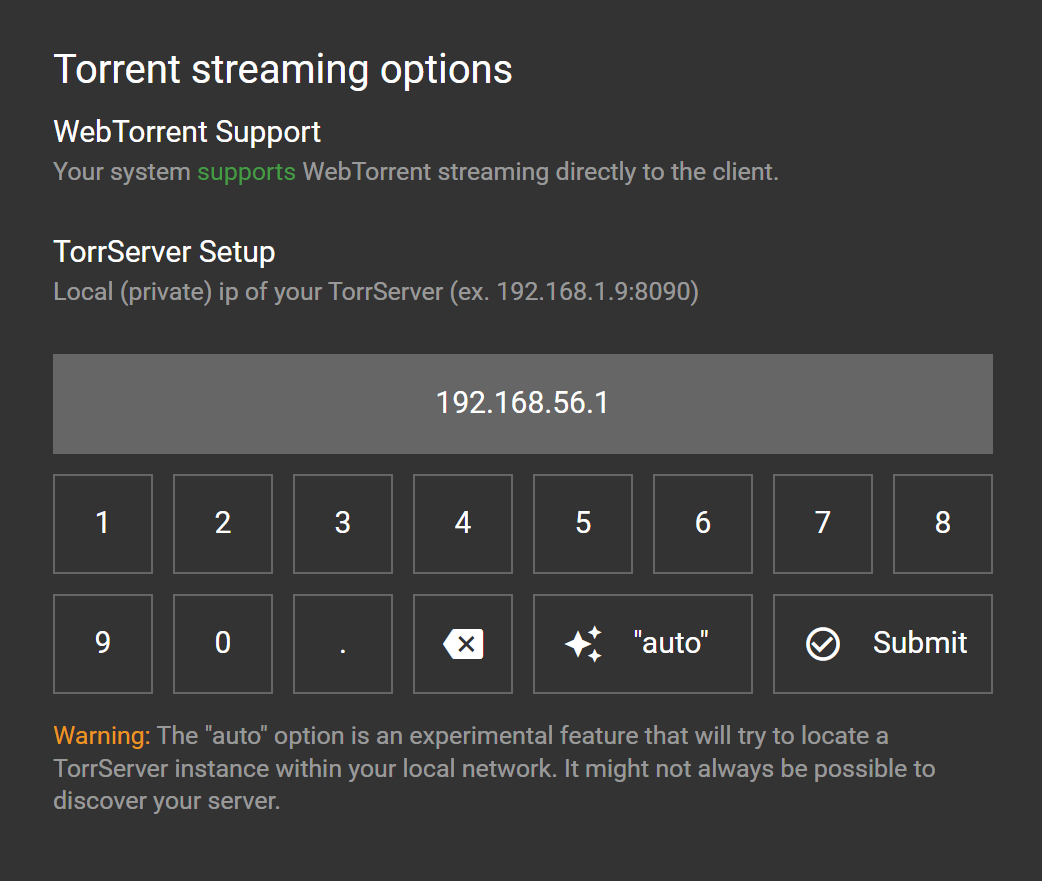 Torrent streaming options
WebTorrent Support
Your system supports WebTorrent streaming directly to the client.
TorrServer Setup
Local (private) ip of your TorrServer (ex. 192.168.1.9:8090)
192.168.56.1
1 2 3 4 5 6 7 8
9 0 . "auto" Submit
Warning: The "auto" option is an experimental feature that will try to locate a
TorrServer instance within your local network. It might not always be possible to
discover your server.